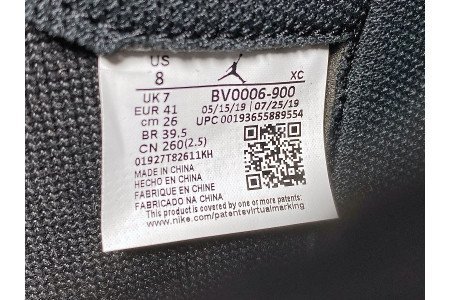 US
8 XC
UK 7 BV0006-900
EUR 41 05/15/19 | 07/25/19
cm 26 UPC 00193655889554
BR 39.5
CN 260(2.5)
01927T82611KH
MADE IN CHINA
HECHO EN CHINA
FABRIQUE EN CHINE
FABRICADO NA CHINA
This product is covered by one or more patents.
www.nike.com/patentsvirtualmarking